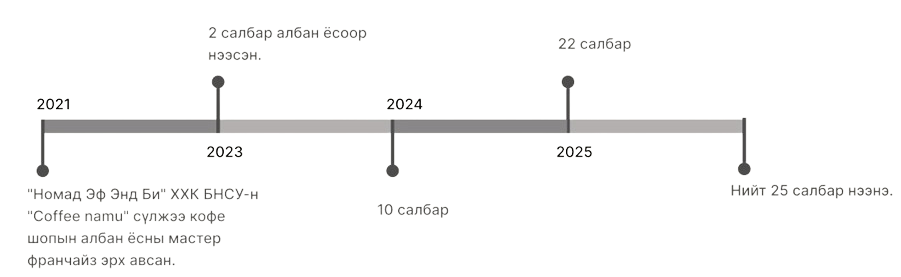 2 салбар албан ёсоор
нээсэн.
22 салбар
2021
2024
2023
2025
"Номад Эф Энд Би" ХХК БНСУ-н
"Coffee namu" сүлжээ кофе
шопын албан ёсны мастер
франчайз эрх авсан.
10 салбар
Нийт 25 салбар нээнэ.